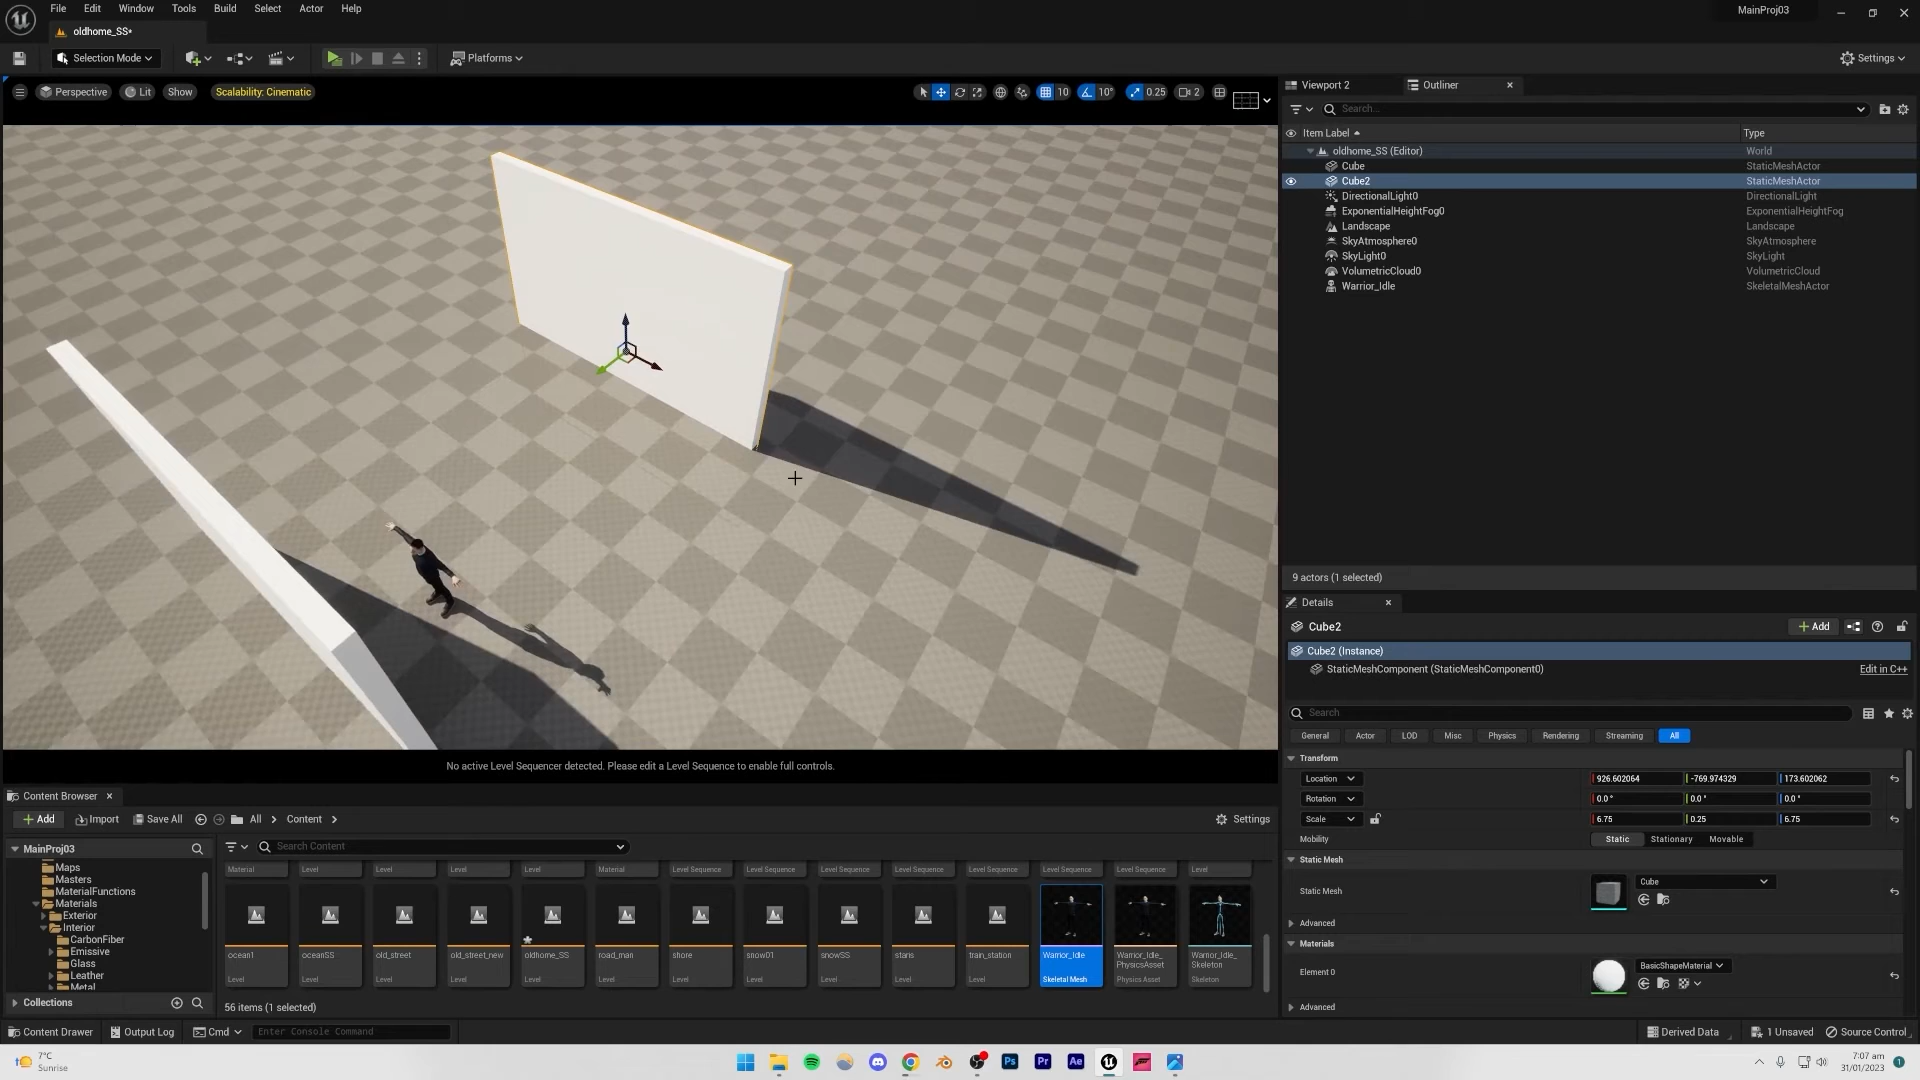 File Edit Window Tools Build Select Actor Help
MainProj03
oldhome_SS*
Selection Mode
Platforms
Settings
Perspective Lit Show Scalability: Cinematic
10 10° 0.25 2
Viewport 2 Outliner
Search...
Item Label Type
oldhome_SS (Editor) World
Cube StaticMeshActor
Cube2 StaticMeshActor
DirectionalLight0 DirectionalLight
ExponentialHeightFog0 ExponentialHeightFog
Landscape Landscape
SkyAtmosphere0 SkyAtmosphere
SkyLight0 SkyLight
VolumetricCloud0 VolumetricCloud
Warrior_Idle SkeletalMeshActor
9 actors (1 selected)
Details
Cube2
Add
Cube2 (Instance)
StaticMeshComponent (StaticMeshComponent0) Edit in C++
Search
General Actor LOD Misc Physics Rendering Streaming All
Transform
Location 926.602064 -769.974329 173.602062
Rotation 0.0° 0.0° 0.0°
Scale 6.75 0.25 6.75
Mobility Static Stationary Movable
Static Mesh
Static Mesh Cube
Advanced
Materials
Element 0 BasicShapeMaterial
Advanced
No active Level Sequencer detected. Please edit a Level Sequence to enable full controls.
Content Browser
Add Import Save All All Content Settings
MainProj03
Maps
Masters
MaterialFunctions
Materials
Exterior
Interior
CarbonFiber
Emissive
Glass
Leather
Metal
Collections
Search Content
Material Level Level Level Level Material Level Sequence Level Sequence Level Sequence Level Sequence Level Sequence Level Sequence Level Sequence Level
ocean1 oceanSS old_street old_street_new oldhome_SS road_man shore snow01 snowSS staris train_station Warrior_Idle Warrior_Idle_ Warrior_Idle_
PhysicsAsset Skeleton
Level Level Level Level Level Level Level Level Level Level Level Skeletal Mesh Physics Asset Skeleton
56 items (1 selected)
Content Drawer Output Log Cmd Enter Console Command
Derived Data 1 Unsaved Source Control
7°C
Sunrise
Ps Pr Ae
7:07 am
31/01/2023
1